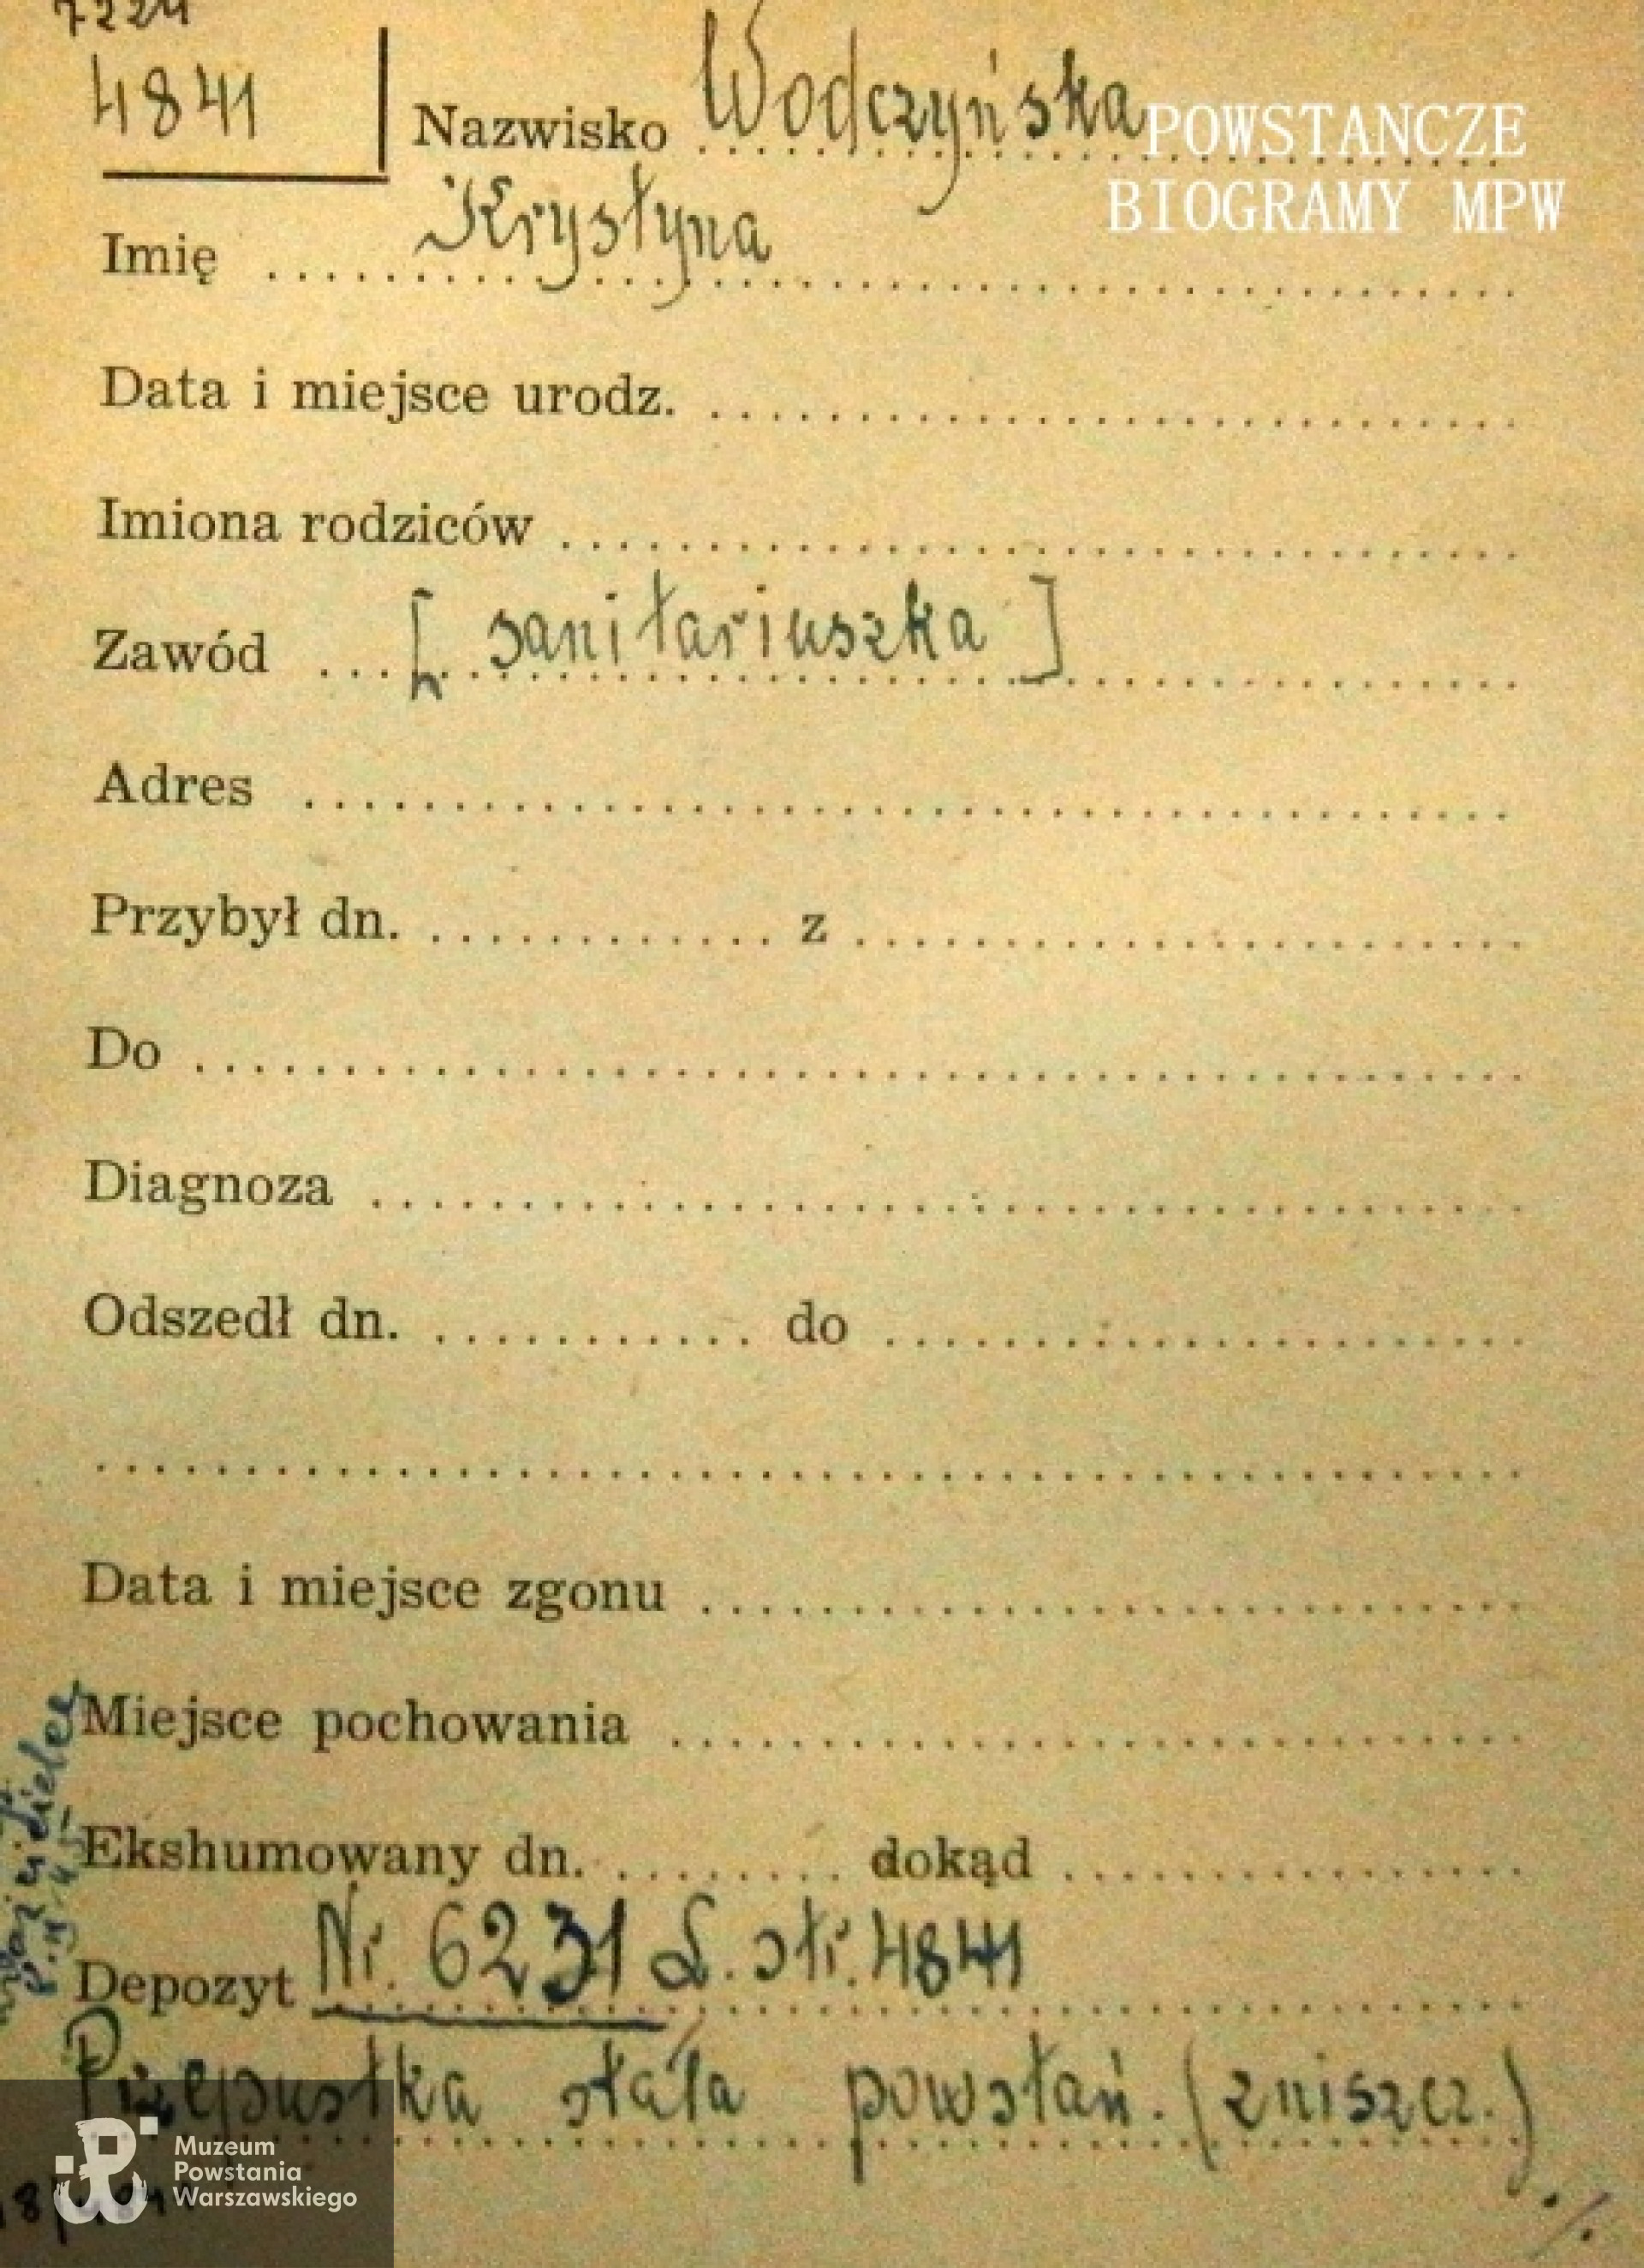 7224
4841
Nazwisko Wodczyńska
POWSTANCZE
BIOGRAMY MPW
Imię Krystyna
Data i miejsce urodz.
Imiona rodziców
Zawód [ sanitariuszka ]
Adres
Przybył dn. z
Do
Diagnoza
Odszedł dn. do
Data i miejsce zgonu
Miejsce pochowania
Ekshumowany dn. dokąd
Depozyt Nr. 6231 L. str. 4841
Przepustka stała powstań. (zniszcz.)
Muzeum
Powstania
Warszawskiego